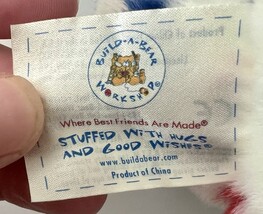 BUILD-A-BEAR
WORKSHOP®
Where Best Friends Are Made®
STUFFED WITH HUGS
AND GOOD WISHES®
www.buildabear.com
Product of China